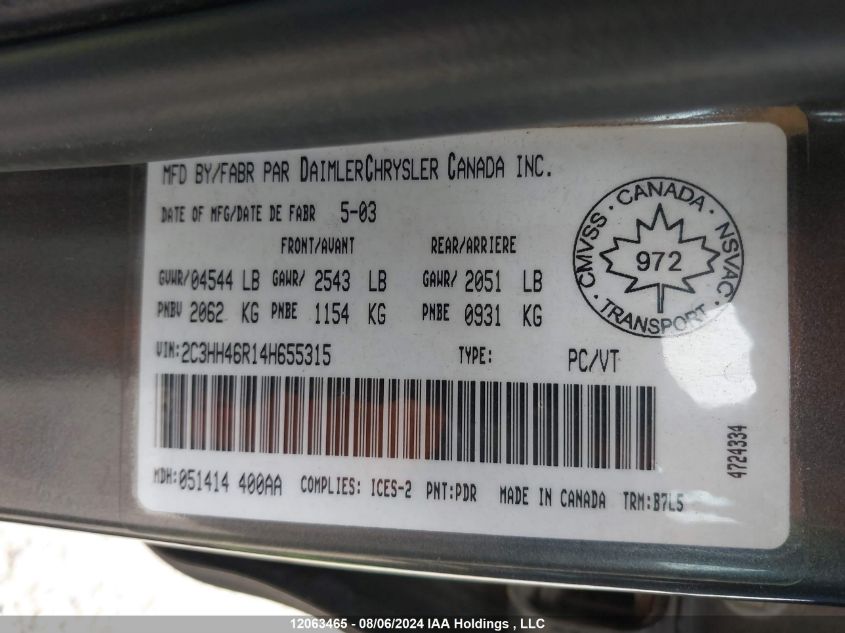 MFD BY/FABR PAR DAIMLERCHRYSLER CANADA INC.
DATE OF MFG/DATE DE FABR 5-03
FRONT/AVANT REAR/ARRIERE
GVWR/04544 LB GAWR/ 2543 LB GAWR/ 2051 LB
PNBV 2062 KG PNBE 1154 KG PNBE 0931 KG
VIN:2C3HH46R14H655315 TYPE: PC/VT
CMVSS · CANADA · NSVAC · TRANSPORT ·
972
4724334
MDH:051414 400AA COMPLIES: ICES-2 PNT:PDR MADE IN CANADA TRM:B7L5
12063465 - 08/06/2024 IAA Holdings , LLC